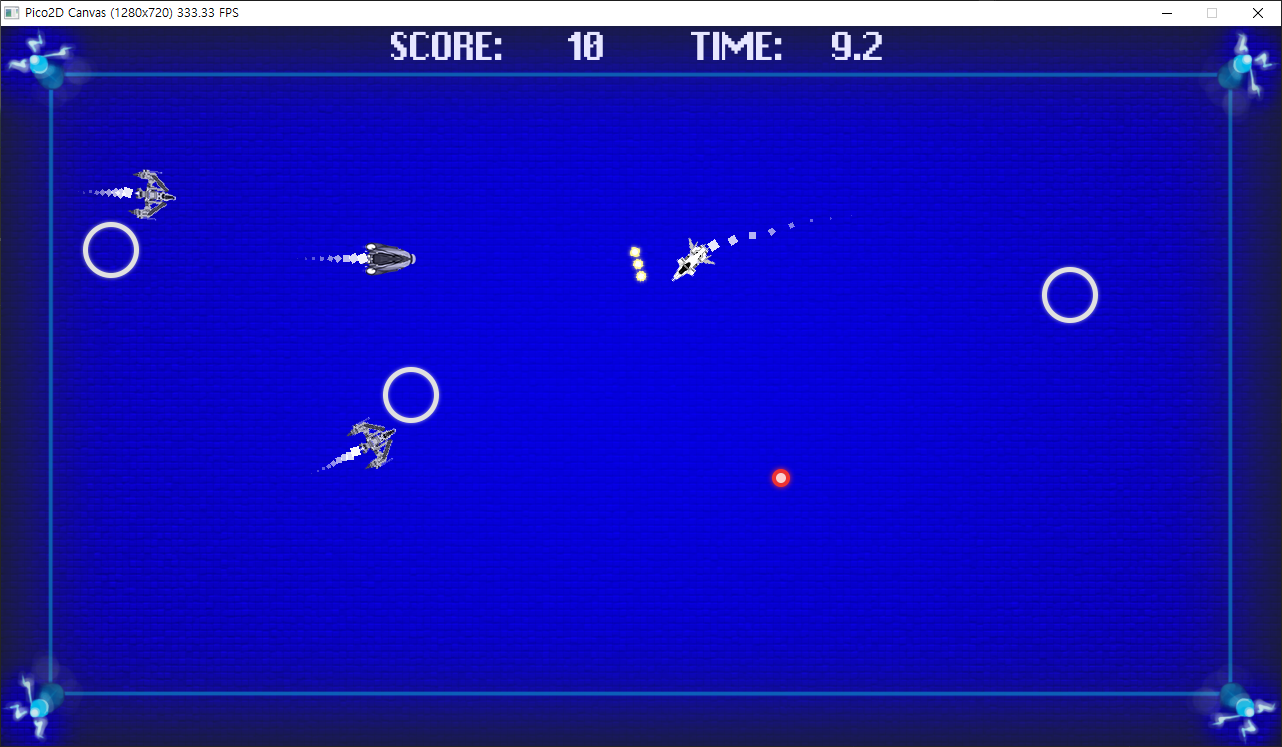 Pico2D Canvas (1280x720) 333.33 FPS
SCORE: 10 TIME: 9.2